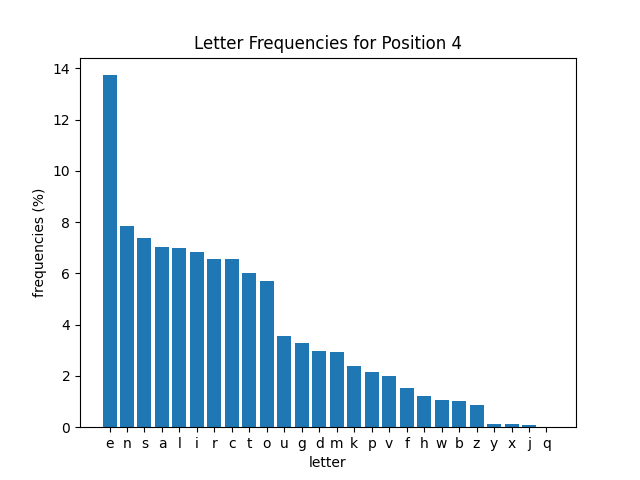 Letter Frequencies for Position 4
frequencies (%)
14
12
10
8
6
4
2
0
e n s a l i r c t o u g d m k p v f h w b z y x j q
letter